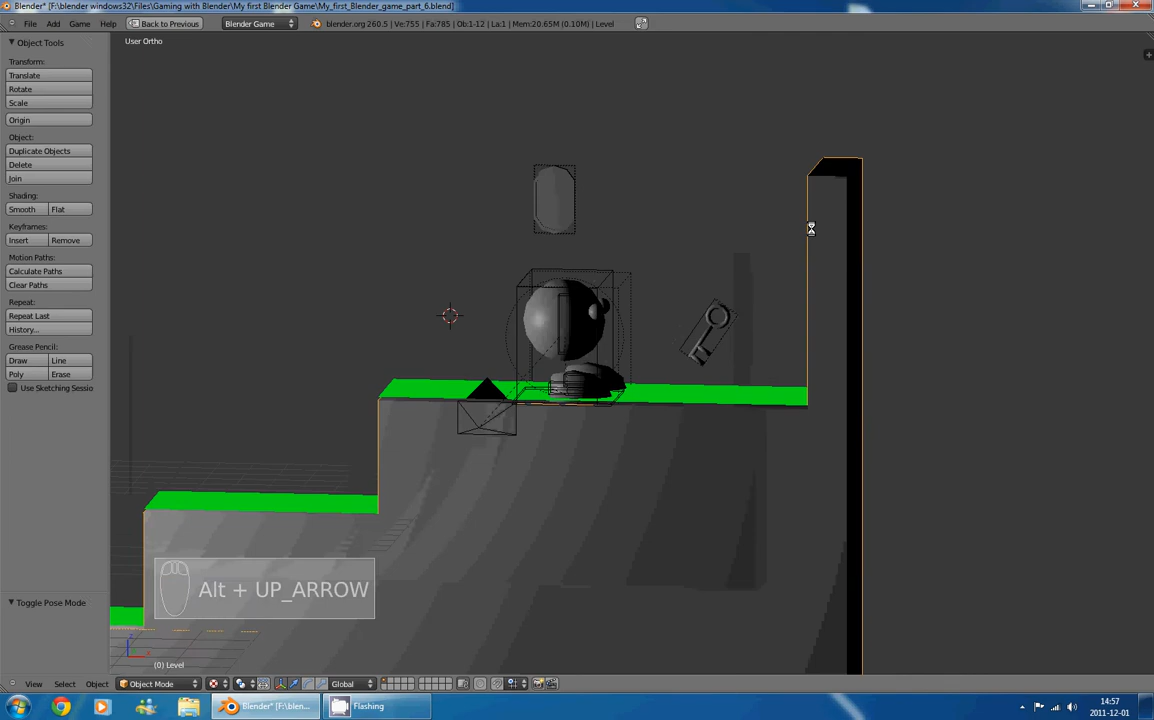 Blender* [F:\blender windows32\Files\Gaming with Blender\My first Blender Game\My_first_Blender_game_part_6.blend]
File Add Game Help Back to Previous Blender Game blender.org 260.5 | Ve:755 | Fa:785 | Ob:1-12 | La:1 | Mem:20.65M (0.10M) | Level
Object Tools
User Ortho
Transform:
Translate
Rotate
Scale
Origin
Object:
Duplicate Objects
Delete
Join
Shading:
Smooth Flat
Keyframes:
Insert Remove
Motion Paths:
Calculate Paths
Clear Paths
Repeat:
Repeat Last
History...
Grease Pencil:
Draw Line
Poly Erase
Use Sketching Sessio
Alt + UP_ARROW
Toggle Pose Mode
z
x
(0) Level
View Select Object Object Mode Global
Blender* [F:\blen... Flashing 14:57
2011-12-01